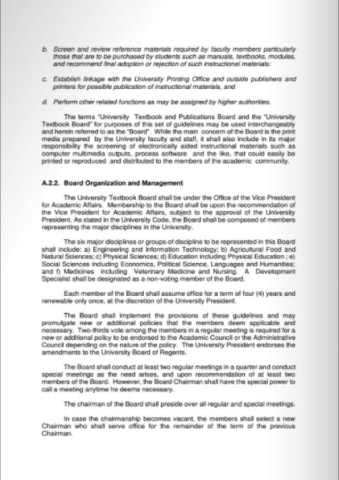 b. Screen and review reference materials required by faculty members particularly
those that are to be purchased by students such as manuals, textbooks, modules,
and recommend final adoption or rejection of such instructional materials;
c. Establish linkage with the University Printing Office and outside publishers and
printers for possible publication of instructional materials, and
d. Perform other related functions as may be assigned by higher authorities.
The terms "University Textbook and Publications Board and the "University
Textbook Board" for purposes of this set of guidelines may be used interchangeably
and herein referred to as the "Board". While the main concern of the Board is the print
media prepared by the University faculty and staff, it shall also include in its major
responsibility the screening of electronically aided instructional materials such as
computer multimedia outputs, process software and the like, that could easily be
printed or reproduced and distributed to the members of the academic community.
A.2.2. Board Organization and Management
The University Textbook Board shall be under the Office of the Vice President
for Academic Affairs. Membership to the Board shall be upon the recommendation of
the Vice President for Academic Affairs, subject to the approval of the University
President. As stated in the University Code, the Board shall be composed of members
representing the major disciplines in the University.
The six major disciplines or groups of discipline to be represented in this Board
shall include: a) Engineering and Information Technology; b) Agricultural Food and
Natural Sciences; c) Physical Sciences; d) Education including Physical Education ; e)
Social Sciences including Economics, Political Science, Languages and Humanities;
and f) Medicines including Veterinary Medicine and Nursing. A Development
Specialist shall be designated as a non-voting member of the Board.
Each member of the Board shall assume office for a term of four (4) years and
renewable only once, at the discretion of the University President.
The Board shall implement the provisions of these guidelines and may
promulgate new or additional policies that the members deem applicable and
necessary. Two-thirds vote among the members in a regular meeting is required for a
new or additional policy to be endorsed to the Academic Council or the Administrative
Council depending on the nature of the policy. The University President endorses the
amendments to the University Board of Regents.
The Board shall conduct at least two regular meetings in a quarter and conduct
special meetings as the need arises, and upon recommendation of at least two
members of the Board. However, the Board Chairman shall have the special power to
call a meeting anytime he deems necessary.
The chairman of the Board shall preside over all regular and special meetings.
In case the chairmanship becomes vacant, the members shall select a new
Chairman who shall serve office for the remainder of the term of the previous
Chairman.